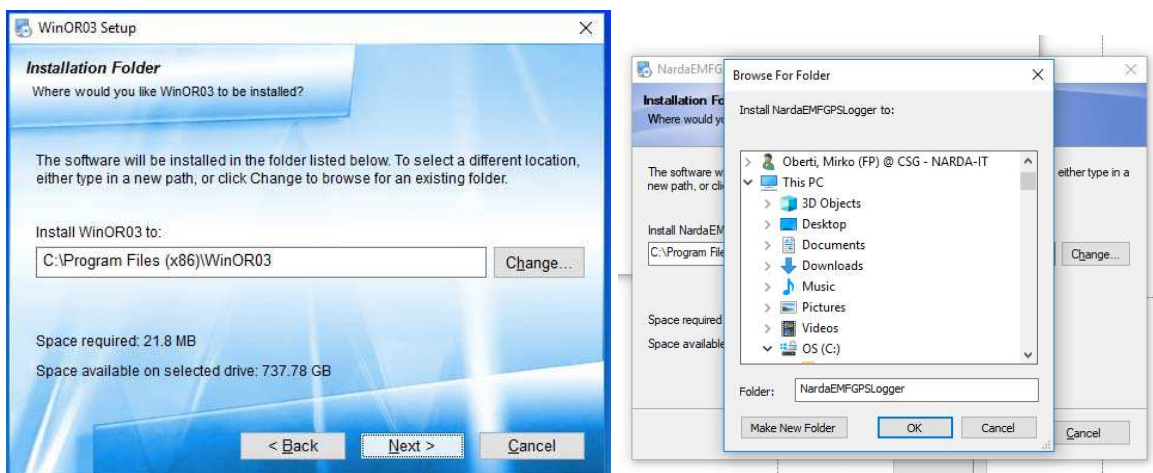 WinOR03 Setup
Installation Folder
Where would you like WinOR03 to be installed?
The software will be installed in the folder listed below. To select a different location,
either type in a new path, or click Change to browse for an existing folder.
Install WinOR03 to:
C:\Program Files (x86)\WinOR03
Change...
Space required: 21.8 MB
Space available on selected drive: 737.78 GB
< Back
Next >
Cancel
NardaEMFG
Installation Fo
Where would yo
The software w
either type in a
new path, or cli
Install NardaEM
C:\Program File
Change...
Space required
Space available
Cancel
Browse For Folder
Install NardaEMFGPSLogger to:
Oberti, Mirko (FP) @ CSG - NARDA-IT
This PC
3D Objects
Desktop
Documents
Downloads
Music
Pictures
Videos
OS (C:)
Folder:
NardaEMFGPSLogger
Make New Folder
OK
Cancel